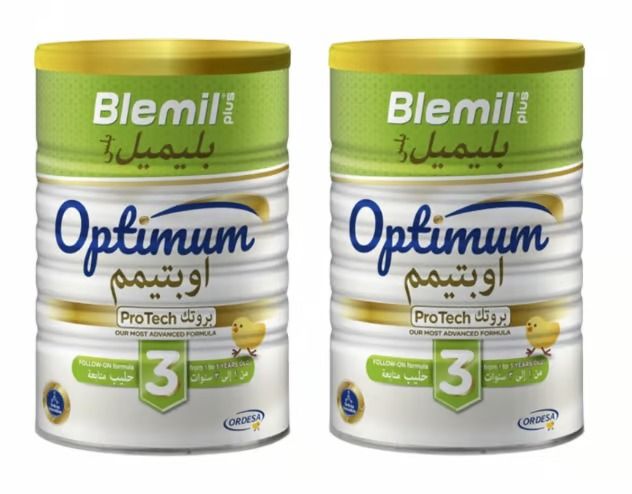 Blemil plus
بليميل بلس
Optimum
اوبتيمم
ProTech بروتك
OUR MOST ADVANCED FORMULA
FOLLOW-ON formula
حليب متابعة
3
from 1 to 3 YEARS OLD
من ١ إلى ٣ سنوات
ORDESA
Blemil plus
بليميل بلس
Optimum
اوبتيمم
ProTech بروتك
OUR MOST ADVANCED FORMULA
FOLLOW-ON formula
حليب متابعة
3
from 1 to 3 YEARS OLD
من ١ إلى ٣ سنوات
ORDESA